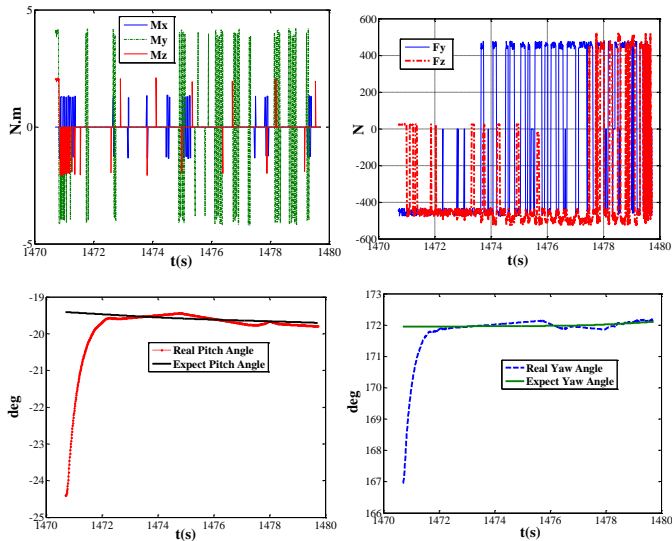 5
Mx
My
Mz
N.m
0
5
1470 1472 1474 1476 1478 1480
t(s)
600
400
200
0
-200
-400
-600
N
Fy
Fz
1470 1472 1474 1476 1478 1480
t(s)
-19
-20
-21
-22
-23
-24
-25
deg
Real Pitch Angle
Expect Pitch Angle
1470 1472 1474 1476 1478 1480
t(s)
173
172
171
170
169
168
167
166
deg
Real Yaw Angle
Expect Yaw Angle
1470 1472 1474 1476 1478 1480
t(s)